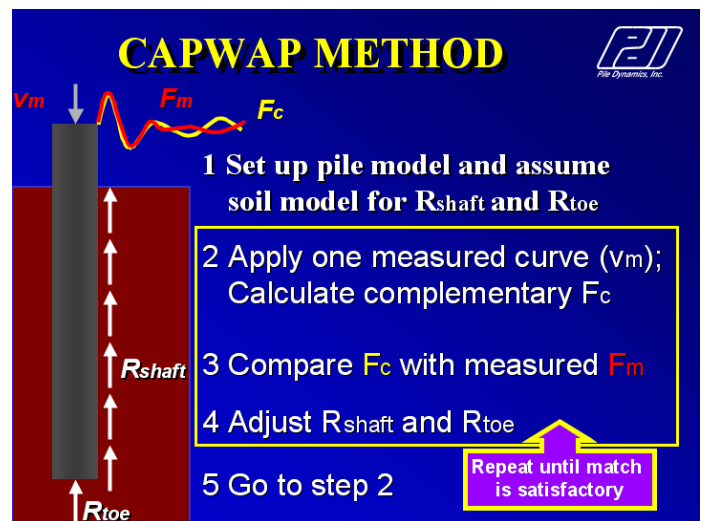 CAPWAP METHOD
PDI
Pile Dynamics, Inc.
vm
Fm
Fc
1 Set up pile model and assume
soil model for Rshaft and Rtoe
2 Apply one measured curve (vm);
Calculate complementary Fc
3 Compare Fc with measured Fm
Rshaft
4 Adjust Rshaft and Rtoe
Repeat until match
is satisfactory
5 Go to step 2
Rtoe